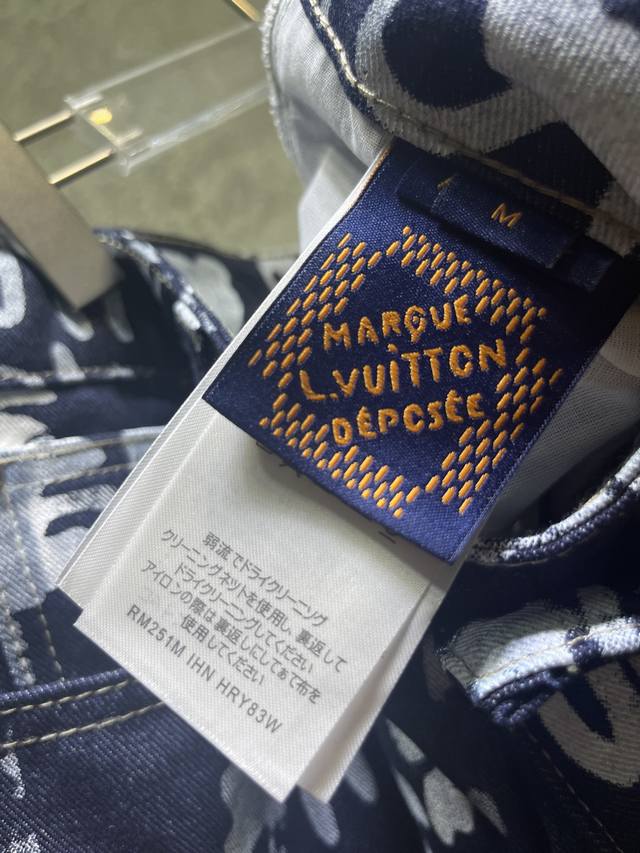 M
MARQUE
L.VUITTON
DÉPOSÉE
弱流でドライクリーニング
クリーニングネットを使用し、裏返して
ドライクリーニングしてください
アイロンの際は裏返しにしてあて布を
使用してください
RM251M IHN HRY83W